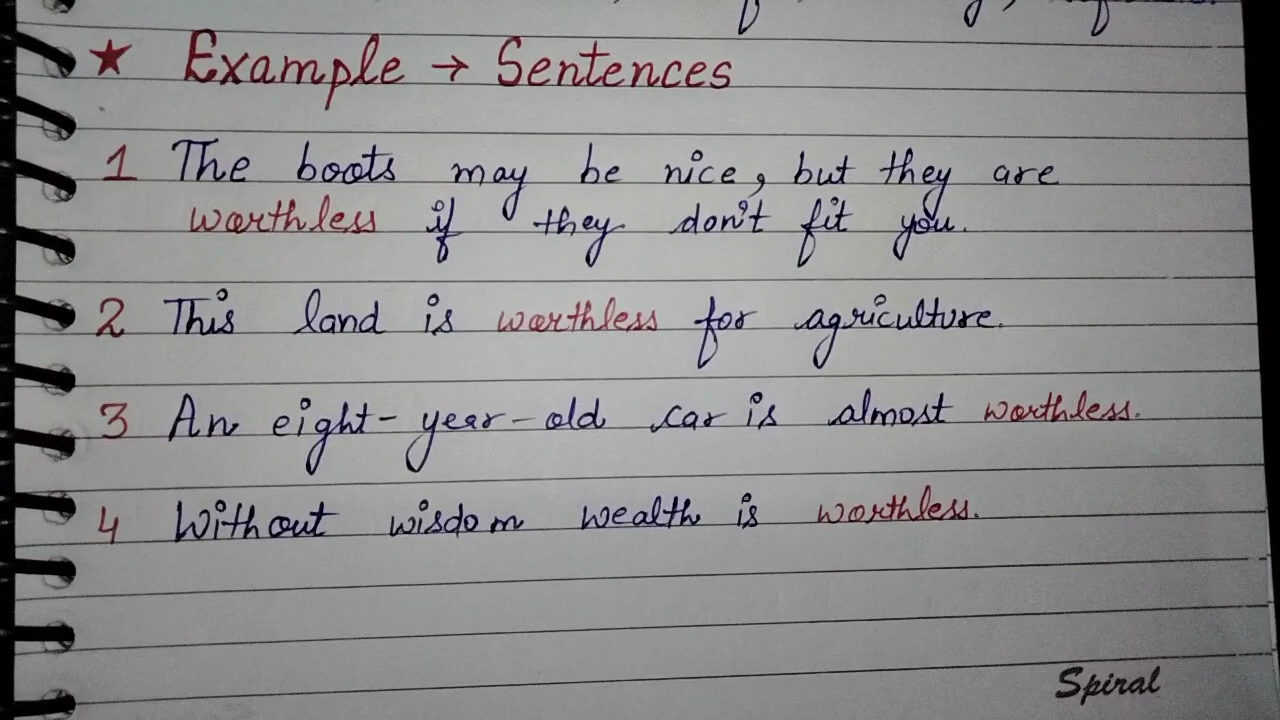 ★ Example → Sentences
1 The boots may be nice, but they are
worthless if they don't fit you.
2 This land is worthless for agriculture.
3 An eight-year-old car is almost worthless.
4 Without wisdom wealth is worthless.
Spiral